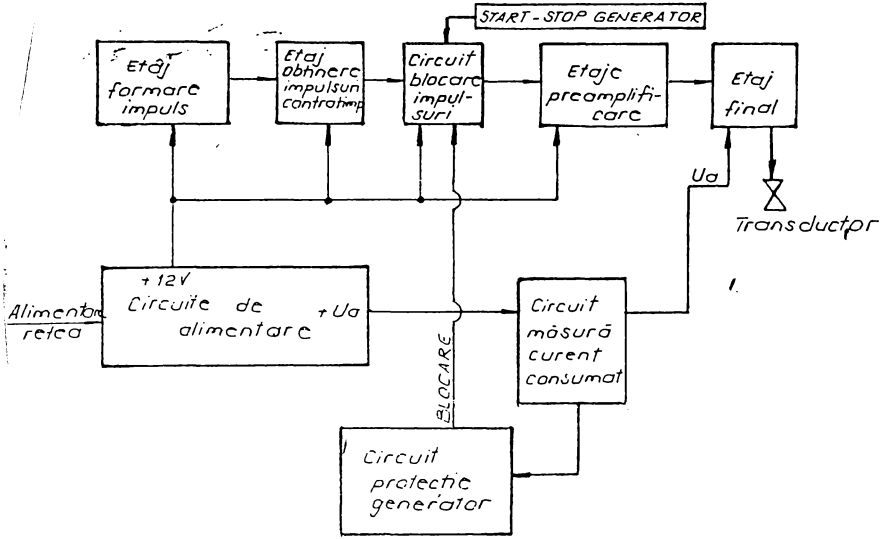 START-STOP GENERATOR
Etaj
formare
impuls
Etaj
obtinere
impulsuri
contratimp
Circuit
blocare
impul-
suri
Etaje
preamplifi-
care
Etaj
final
Ua
Transductor
+12V
Circuite de
alimentare
+Ua
Alimentare
retea
BLOCARE
Circuit
măsură
curent
consumat
Circuit
protectie
generator